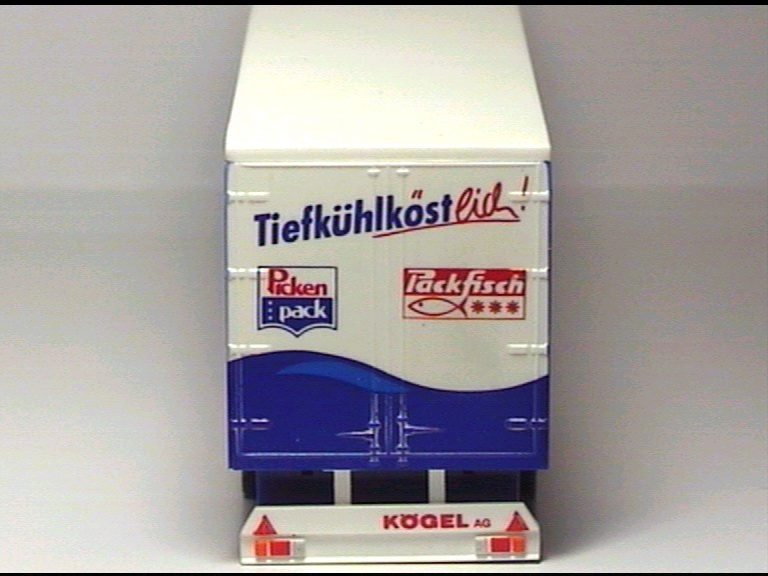 Tiefkühlköstlich!
Picken
pack
Packfisch
KÖGEL AG